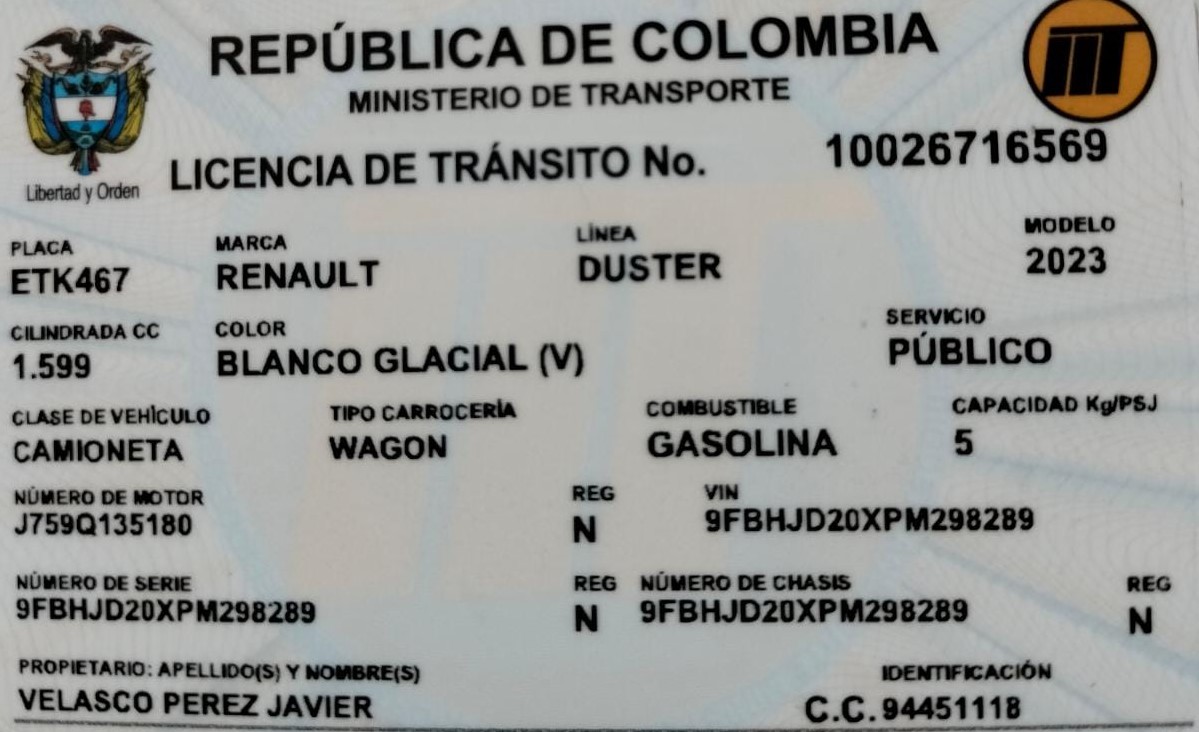 REPÚBLICA DE COLOMBIA
MINISTERIO DE TRANSPORTE
Libertad y Orden
LICENCIA DE TRÁNSITO No. 10026716569
PLACA MARCA LÍNEA MODELO
ETK467 RENAULT DUSTER 2023
CILINDRADA CC COLOR SERVICIO
1.599 BLANCO GLACIAL (V) PÚBLICO
CLASE DE VEHÍCULO TIPO CARROCERÍA COMBUSTIBLE CAPACIDAD Kg/PSJ
CAMIONETA WAGON GASOLINA 5
NÚMERO DE MOTOR REG VIN
J759Q135180 N 9FBHJD20XPM298289
NÚMERO DE SERIE REG NÚMERO DE CHASIS REG
9FBHJD20XPM298289 N 9FBHJD20XPM298289 N
PROPIETARIO: APELLIDO(S) Y NOMBRE(S) IDENTIFICACIÓN
VELASCO PEREZ JAVIER C.C. 94451118